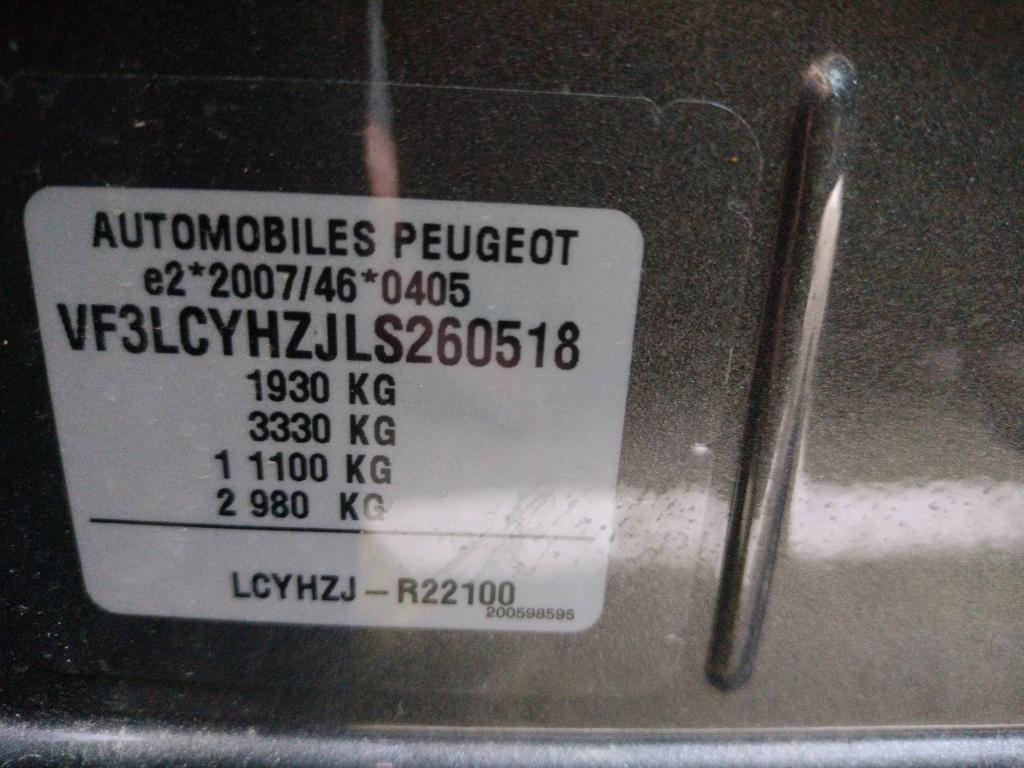 AUTOMOBILES PEUGEOT
e2*2007/46*0405
VF3LCYHZJLS260518
1930 KG
3330 KG
1 1100 KG
2 980 KG
LCYHZJ – R22100
200598595